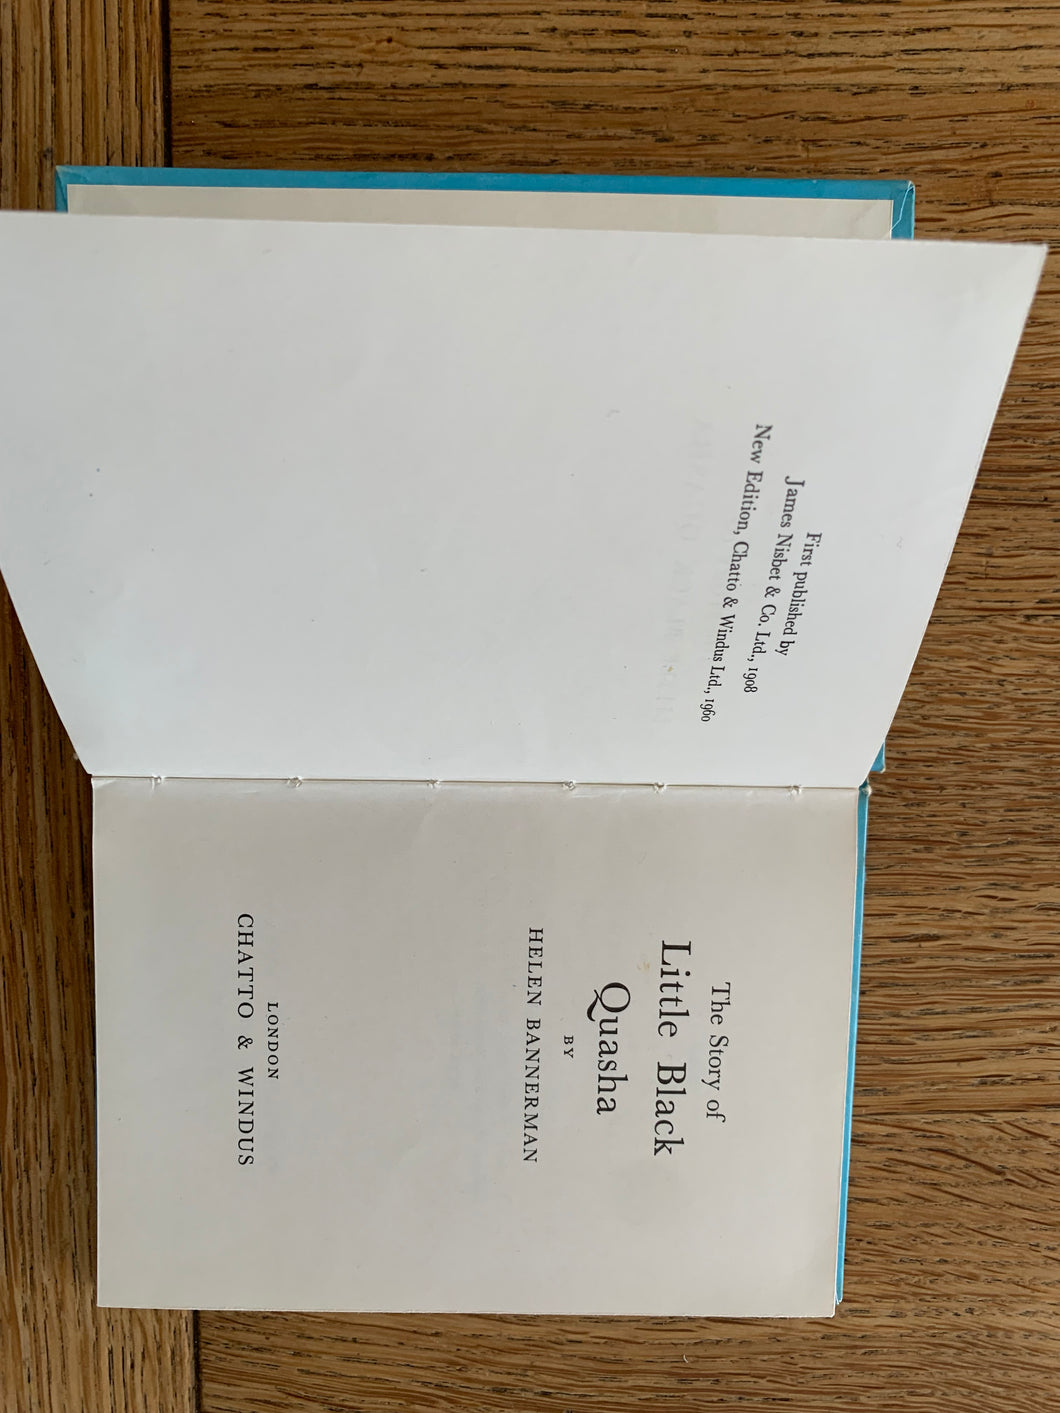 First published by
James Nisbet & Co. Ltd., 1908
New Edition, Chatto & Windus Ltd., 1960
The Story of
Little Black
Quasha
BY
HELEN BANNERMAN
LONDON
CHATTO & WINDUS